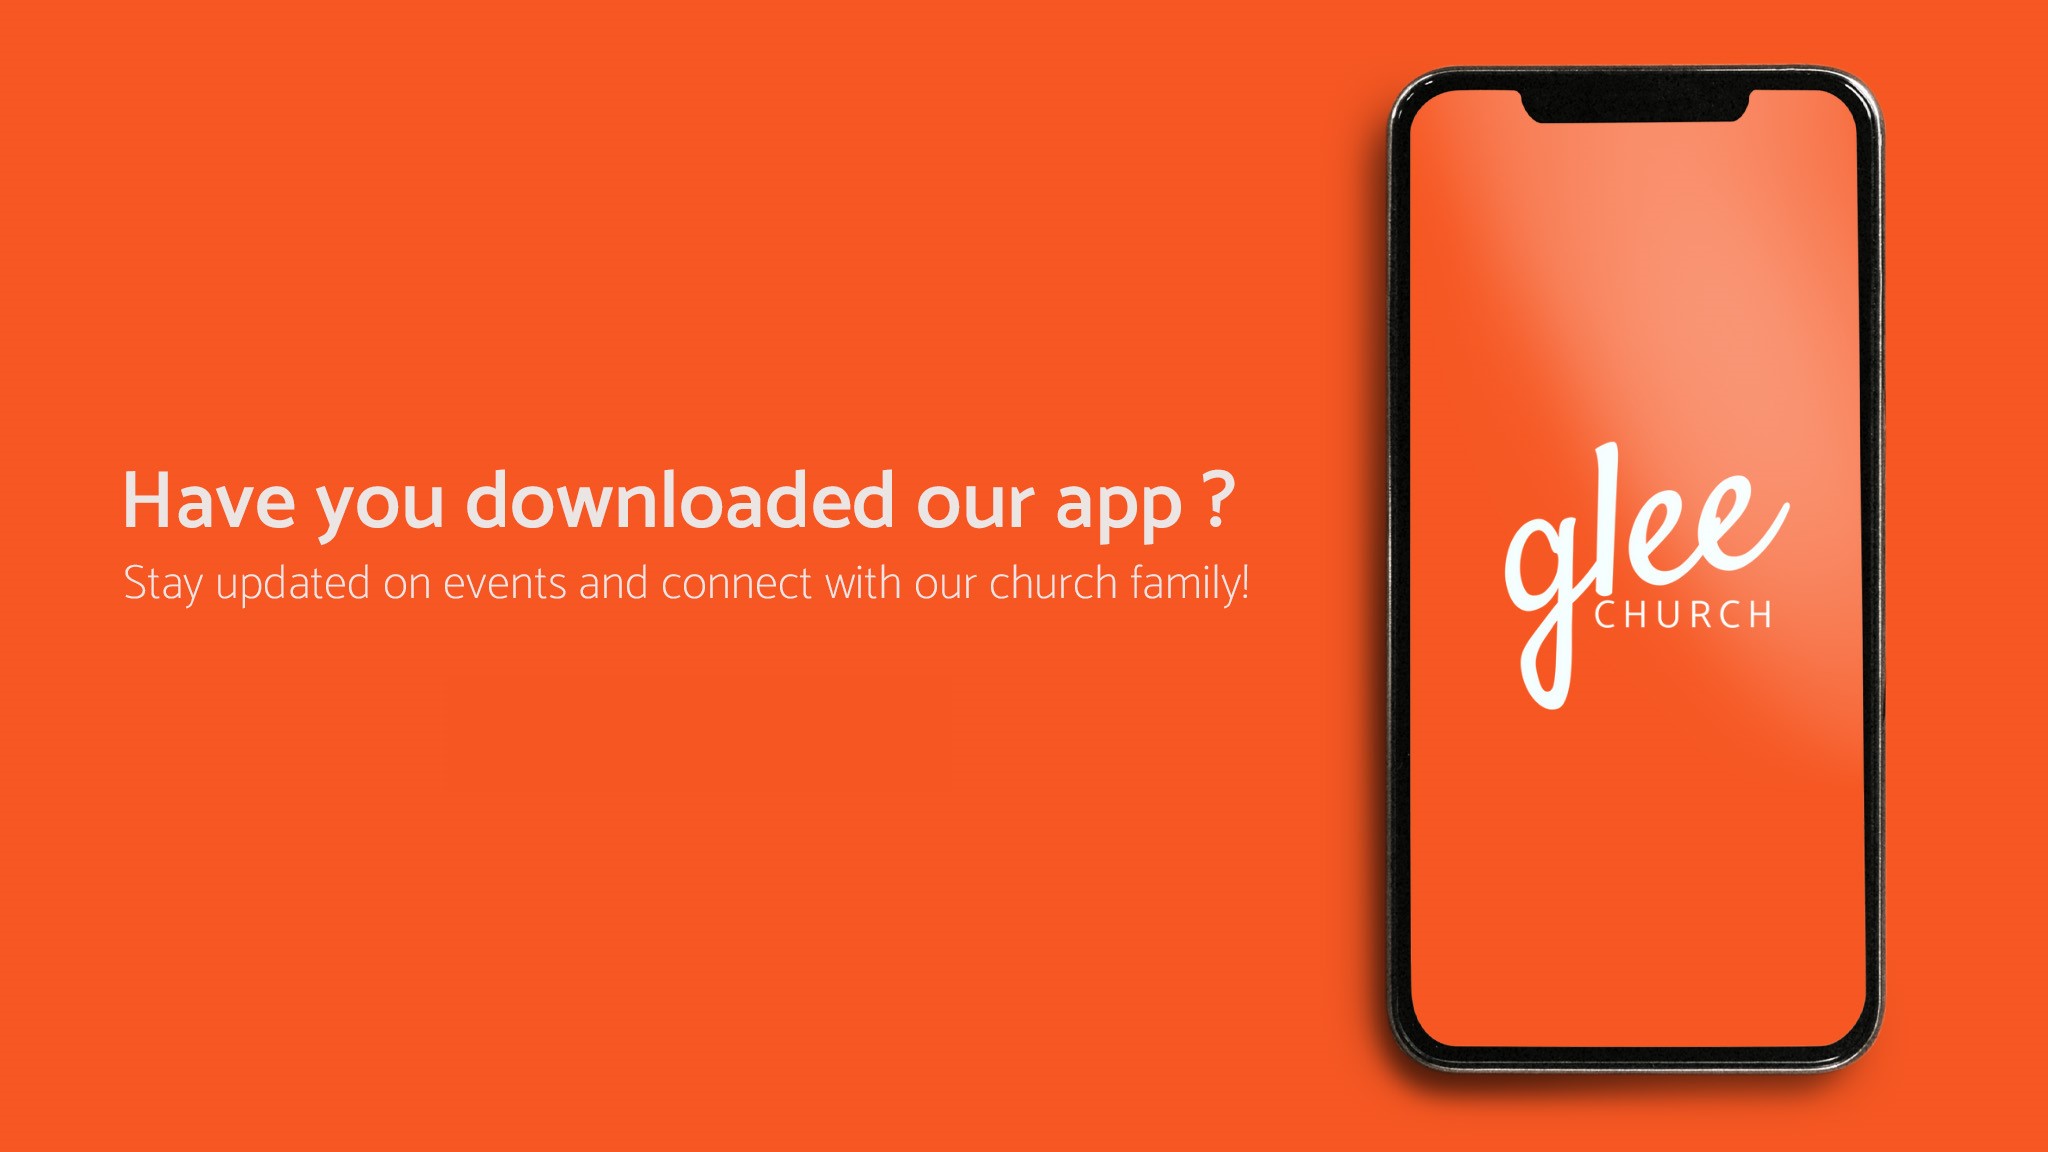 Have you downloaded our app ?
Stay updated on events and connect with our church family!
glee
CHURCH